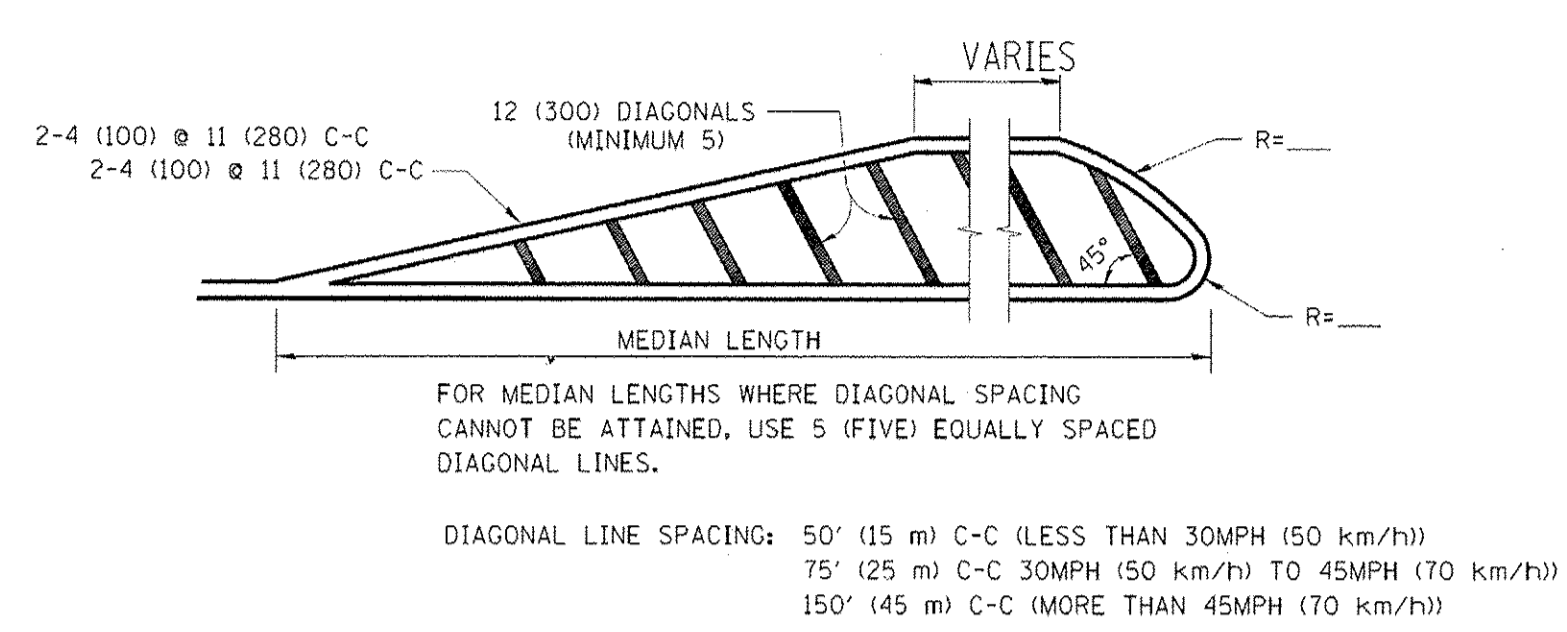 VARIES
12 (300) DIAGONALS
(MINIMUM 5)
2-4 (100) @ 11 (280) C-C
2-4 (100) @ 11 (280) C-C
R=___
45°
R=___
MEDIAN LENGTH
FOR MEDIAN LENGTHS WHERE DIAGONAL SPACING
CANNOT BE ATTAINED, USE 5 (FIVE) EQUALLY SPACED
DIAGONAL LINES.
DIAGONAL LINE SPACING: 50' (15 m) C-C (LESS THAN 30MPH (50 km/h))
75' (25 m) C-C 30MPH (50 km/h) TO 45MPH (70 km/h))
150' (45 m) C-C (MORE THAN 45MPH (70 km/h))